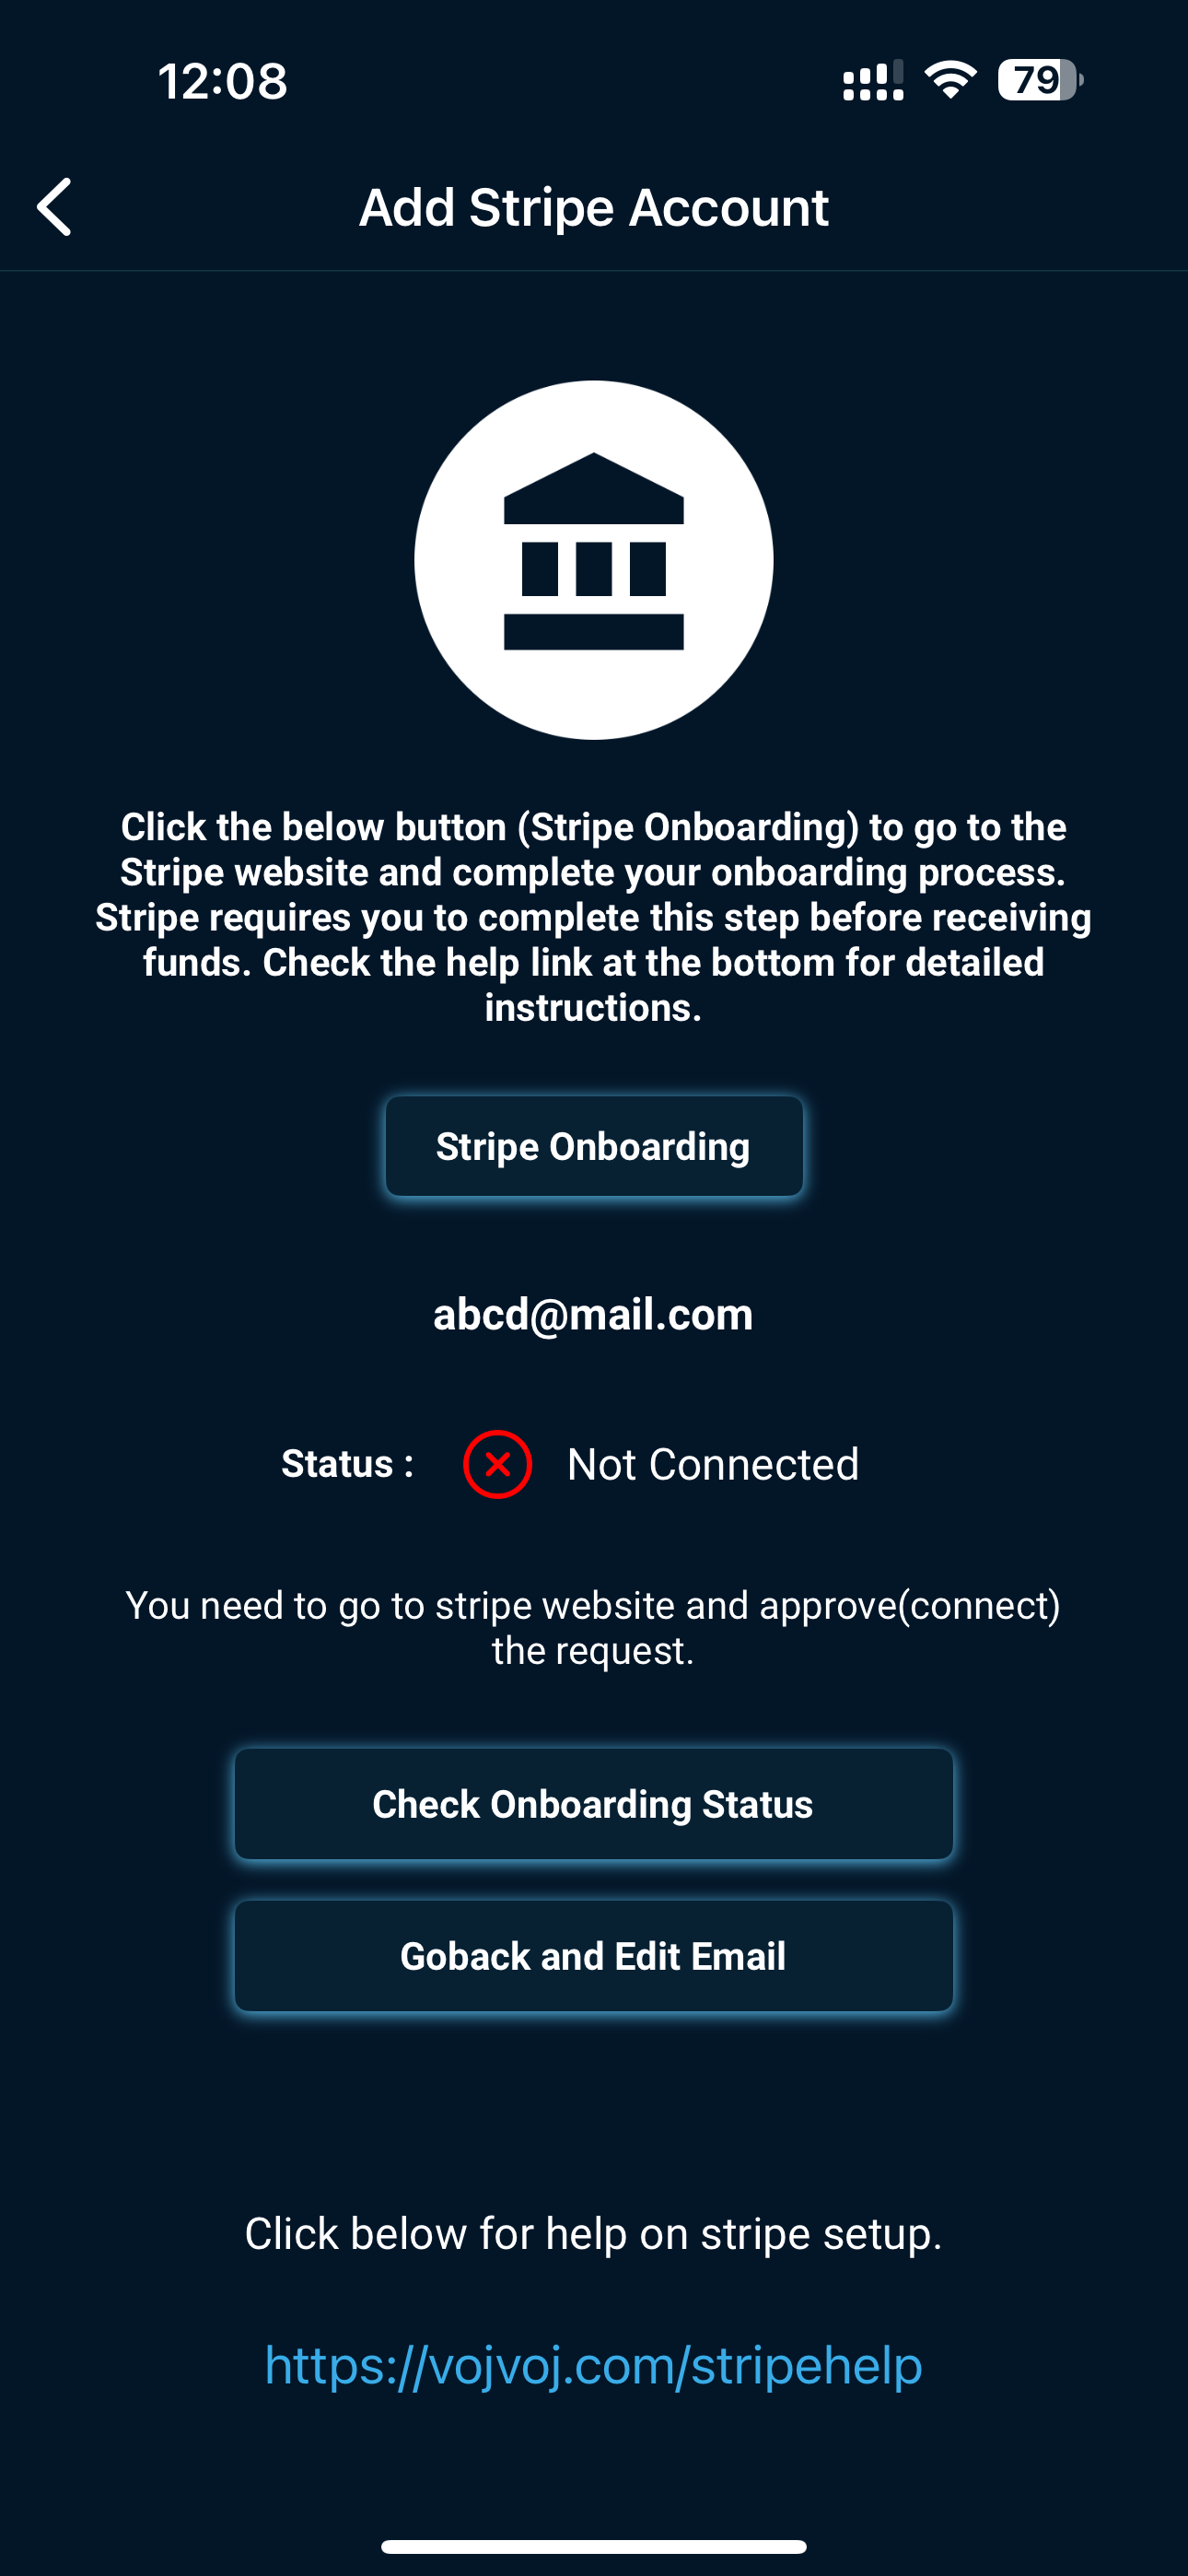 12:08
79
Add Stripe Account
Click the below button (Stripe Onboarding) to go to the
Stripe website and complete your onboarding process.
Stripe requires you to complete this step before receiving
funds. Check the help link at the bottom for detailed
instructions.
Stripe Onboarding
abcd@mail.com
Status : Not Connected
You need to go to stripe website and approve(connect)
the request.
Check Onboarding Status
Goback and Edit Email
Click below for help on stripe setup.
https://vojvoj.com/stripehelp